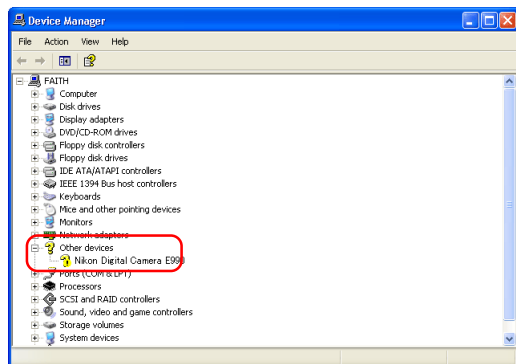 Device Manager
File Action View Help
FAITH
Computer
Disk drives
Display adapters
DVD/CD-ROM drives
Floppy disk controllers
Floppy disk drives
IDE ATA/ATAPI controllers
IEEE 1394 Bus host controllers
Keyboards
Mice and other pointing devices
Monitors
Network adapters
Other devices
Nikon Digital Camera E990
Ports (COM & LPT)
Processors
SCSI and RAID controllers
Sound, video and game controllers
Storage volumes
System devices